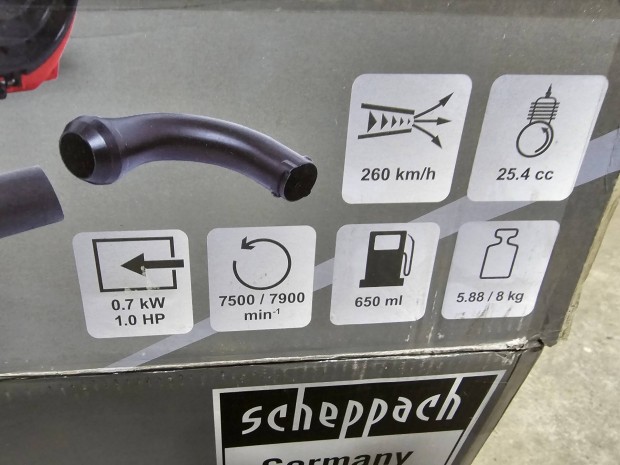 260 km/h
25.4 cc
0.7 kW
1.0 HP
7500 / 7900
min-1
650 ml
5.88 / 8 kg
scheppach
Germany